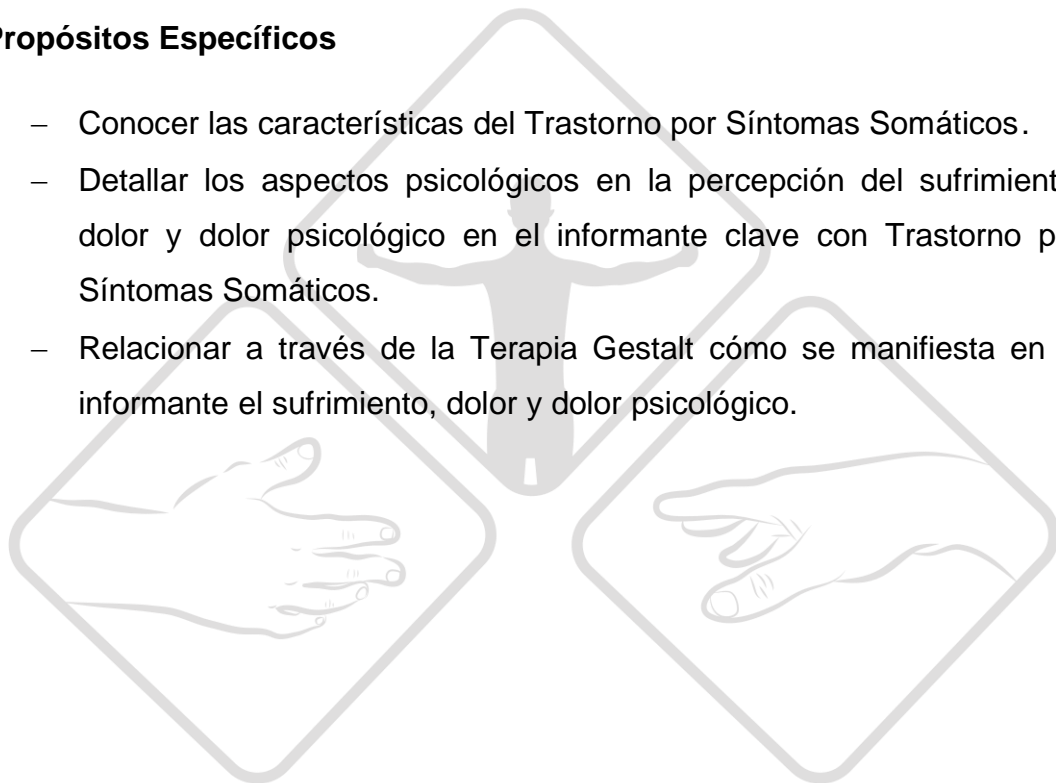 Propósitos Específicos
– Conocer las características del Trastorno por Síntomas Somáticos.
– Detallar los aspectos psicológicos en la percepción del sufrimient
dolor y dolor psicológico en el informante clave con Trastorno p
Síntomas Somáticos.
– Relacionar a través de la Terapia Gestalt cómo se manifiesta en
informante el sufrimiento, dolor y dolor psicológico.